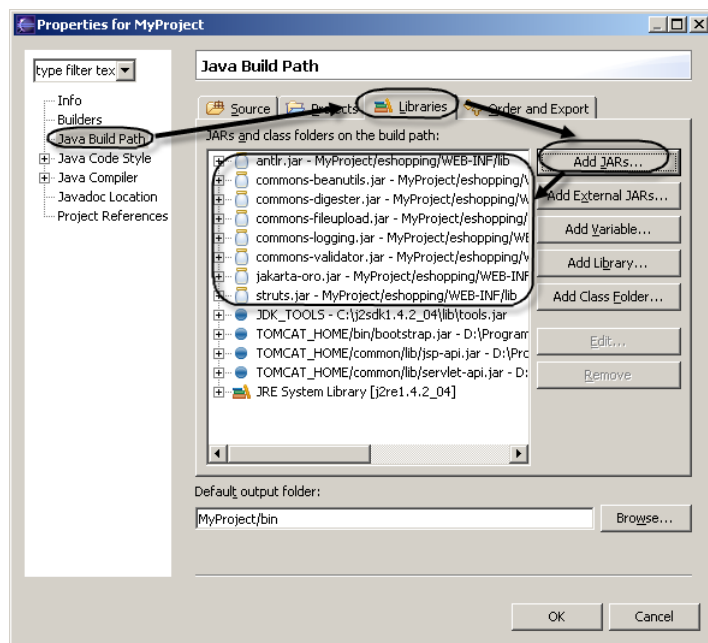 Properties for MyProject
type filter tex
Info
Builders
Java Build Path
Java Code Style
Java Compiler
Javadoc Location
Project References
Java Build Path
Source
Projects
Libraries
Order and Export
JARs and class folders on the build path:
antlr.jar - MyProject/eshopping/WEB-INF/lib
commons-beanutils.jar - MyProject/eshopping/
commons-digester.jar - MyProject/eshopping/
commons-fileupload.jar - MyProject/eshopping/
commons-logging.jar - MyProject/eshopping/WE
commons-validator.jar - MyProject/eshopping/
jakarta-oro.jar - MyProject/eshopping/WEB-INF
struts.jar - MyProject/eshopping/WEB-INF/lib
JDK_TOOLS - C:\j2sdk1.4.2_04\lib\tools.jar
TOMCAT_HOME/bin/bootstrap.jar - D:\Program
TOMCAT_HOME/common/lib/jsp-api.jar - D:\Prc
TOMCAT_HOME/common/lib/servlet-api.jar - D:
JRE System Library [j2re1.4.2_04]
Add JARs...
Add External JARs...
Add Variable...
Add Library...
Add Class Folder...
Edit...
Remove
Default output folder:
MyProject/bin
Browse...
OK
Cancel